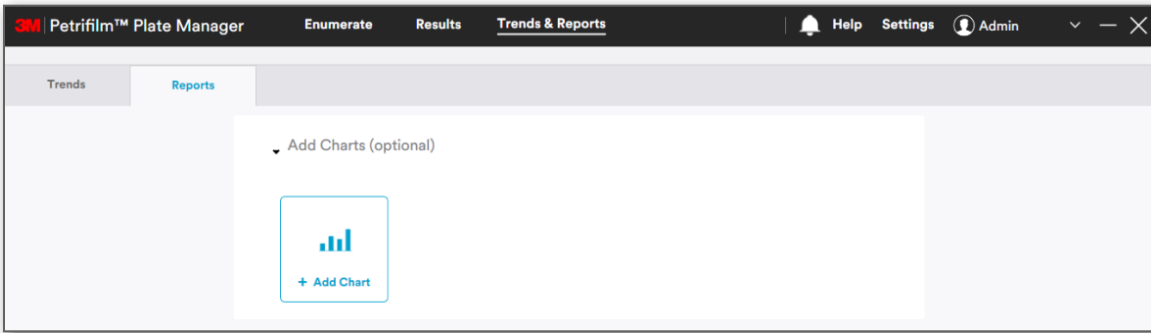 3M Petrifilm™ Plate Manager Enumerate Results Trends & Reports Help Settings Admin
Trends Reports
Add Charts (optional)
+ Add Chart